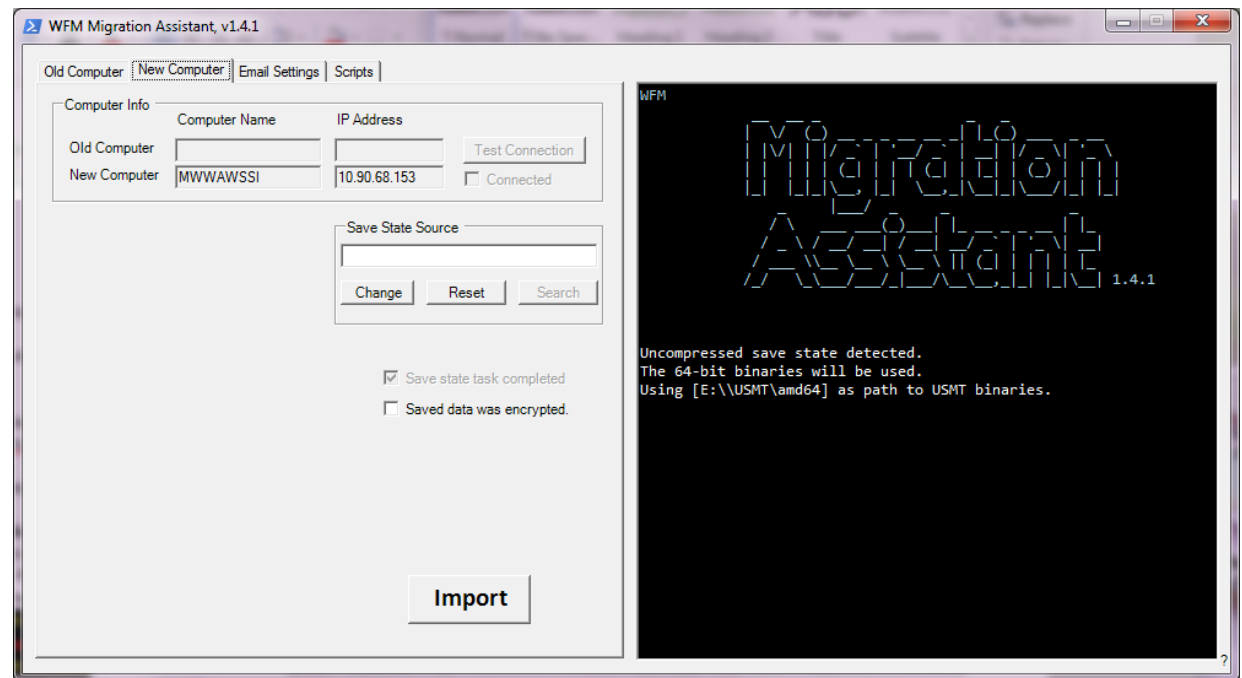 WFM Migration Assistant, v1.4.1
Old Computer New Computer Email Settings Scripts
Computer Info
Computer Name IP Address
Old Computer Test Connection
New Computer MWWAWSSI 10.90.68.153 Connected
Save State Source
Change Reset Search
Save state task completed
Saved data was encrypted.
Import
WFM
Migration
Assistant 1.4.1
Uncompressed save state detected.
The 64-bit binaries will be used.
Using [E:\\USMT\amd64] as path to USMT binaries.
?